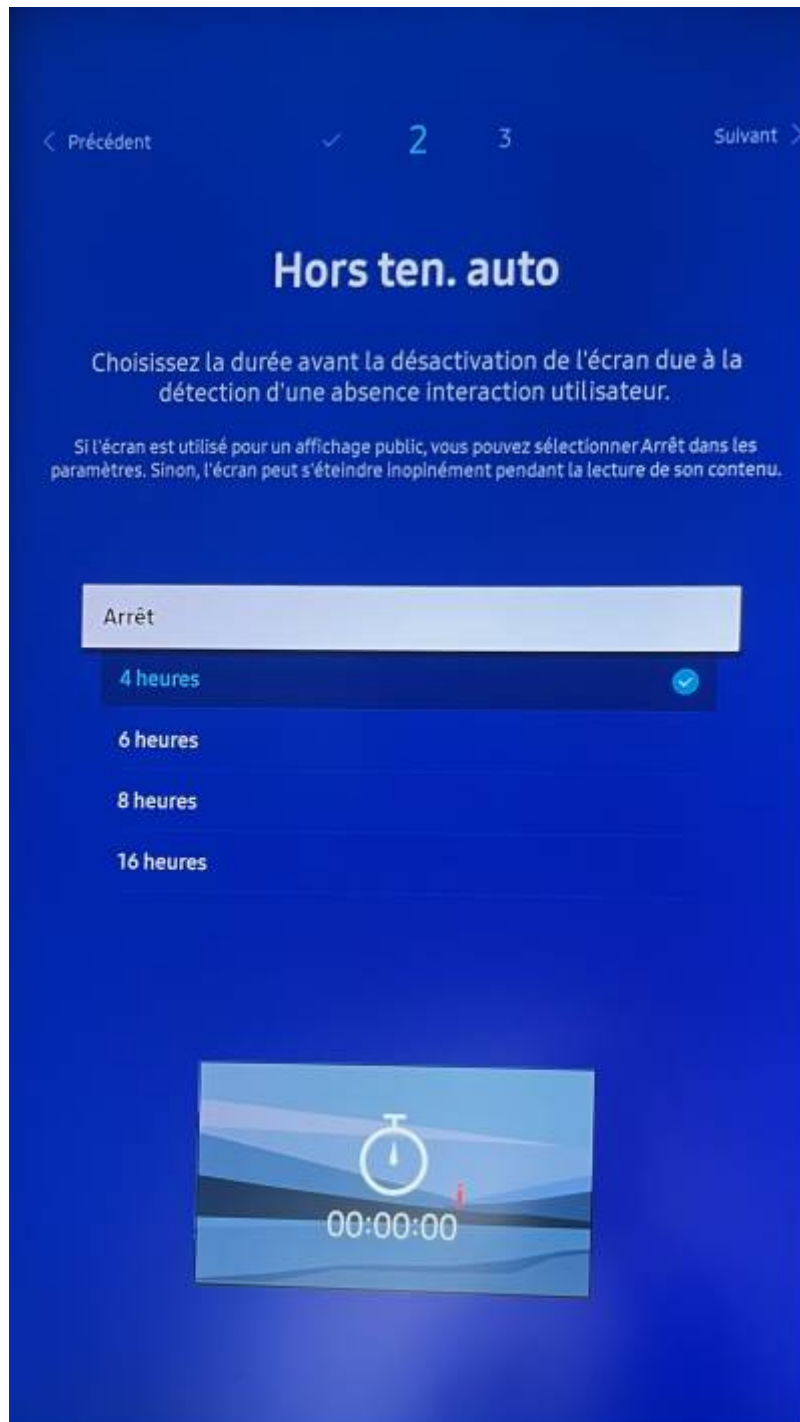 Précédent
2
3
Suivant
Hors ten. auto
Choisissez la durée avant la désactivation de l'écran due à la
détection d'une absence interaction utilisateur.
Si l'écran est utilisé pour un affichage public, vous pouvez sélectionner Arrêt dans les
paramètres. Sinon, l'écran peut s'éteindre inopinément pendant la lecture de son contenu.
Arrêt
4 heures
6 heures
8 heures
16 heures
00:00:00